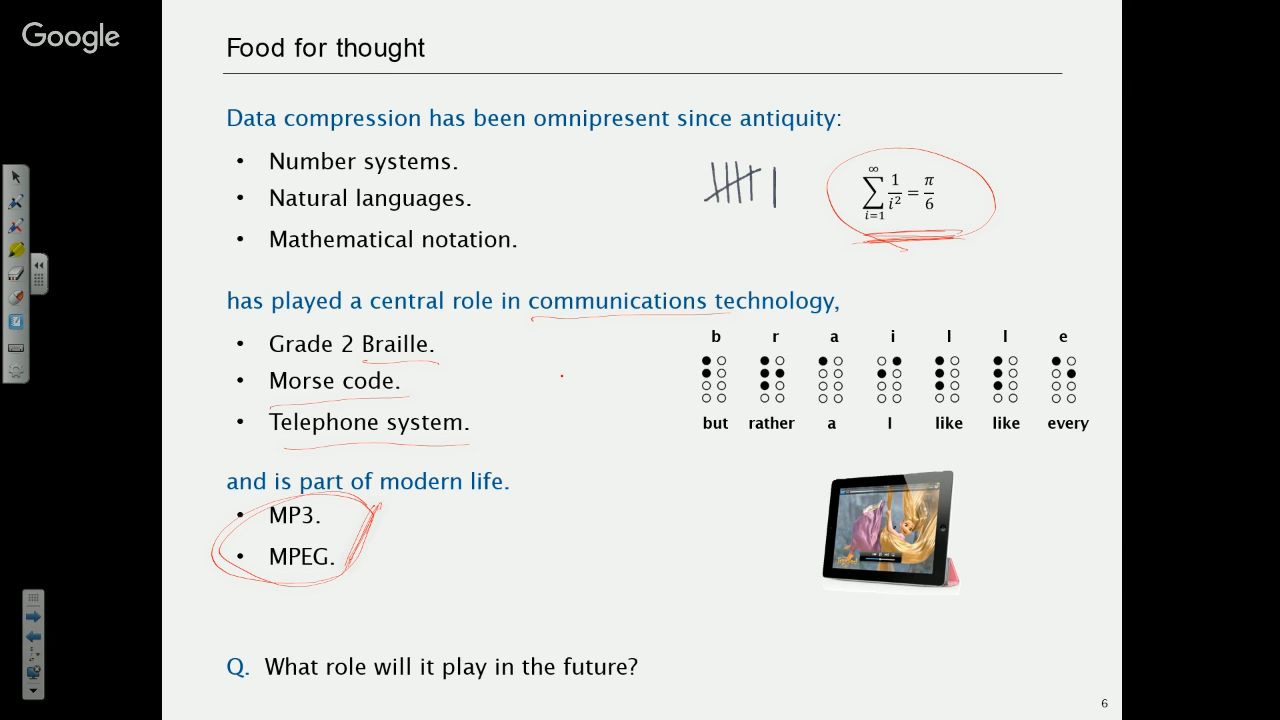 Google
Food for thought
Data compression has been omnipresent since antiquity:
• Number systems.
• Natural languages.
• Mathematical notation.
∞
∑ 1/i² = π/6
i=1
has played a central role in communications technology,
• Grade 2 Braille.
• Morse code.
• Telephone system.
b r a i l l e
but rather a I like like every
and is part of modern life.
• MP3.
• MPEG.
Q. What role will it play in the future?
6